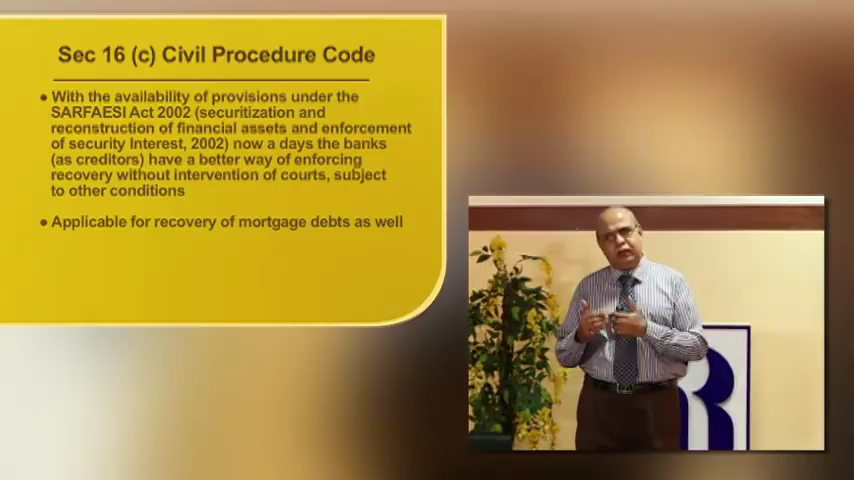 Sec 16 (c) Civil Procedure Code
● With the availability of provisions under the
SARFAESI Act 2002 (securitization and
reconstruction of financial assets and enforcement
of security Interest, 2002) now a days the banks
(as creditors) have a better way of enforcing
recovery without intervention of courts, subject
to other conditions
● Applicable for recovery of mortgage debts as well